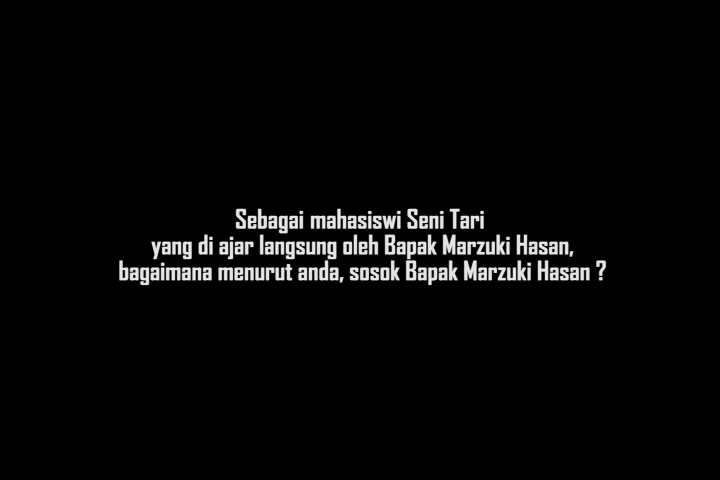 Sebagai mahasiswi Seni Tari
yang di ajar langsung oleh Bapak Marzuki Hasan,
bagaimana menurut anda, sosok Bapak Marzuki Hasan ?